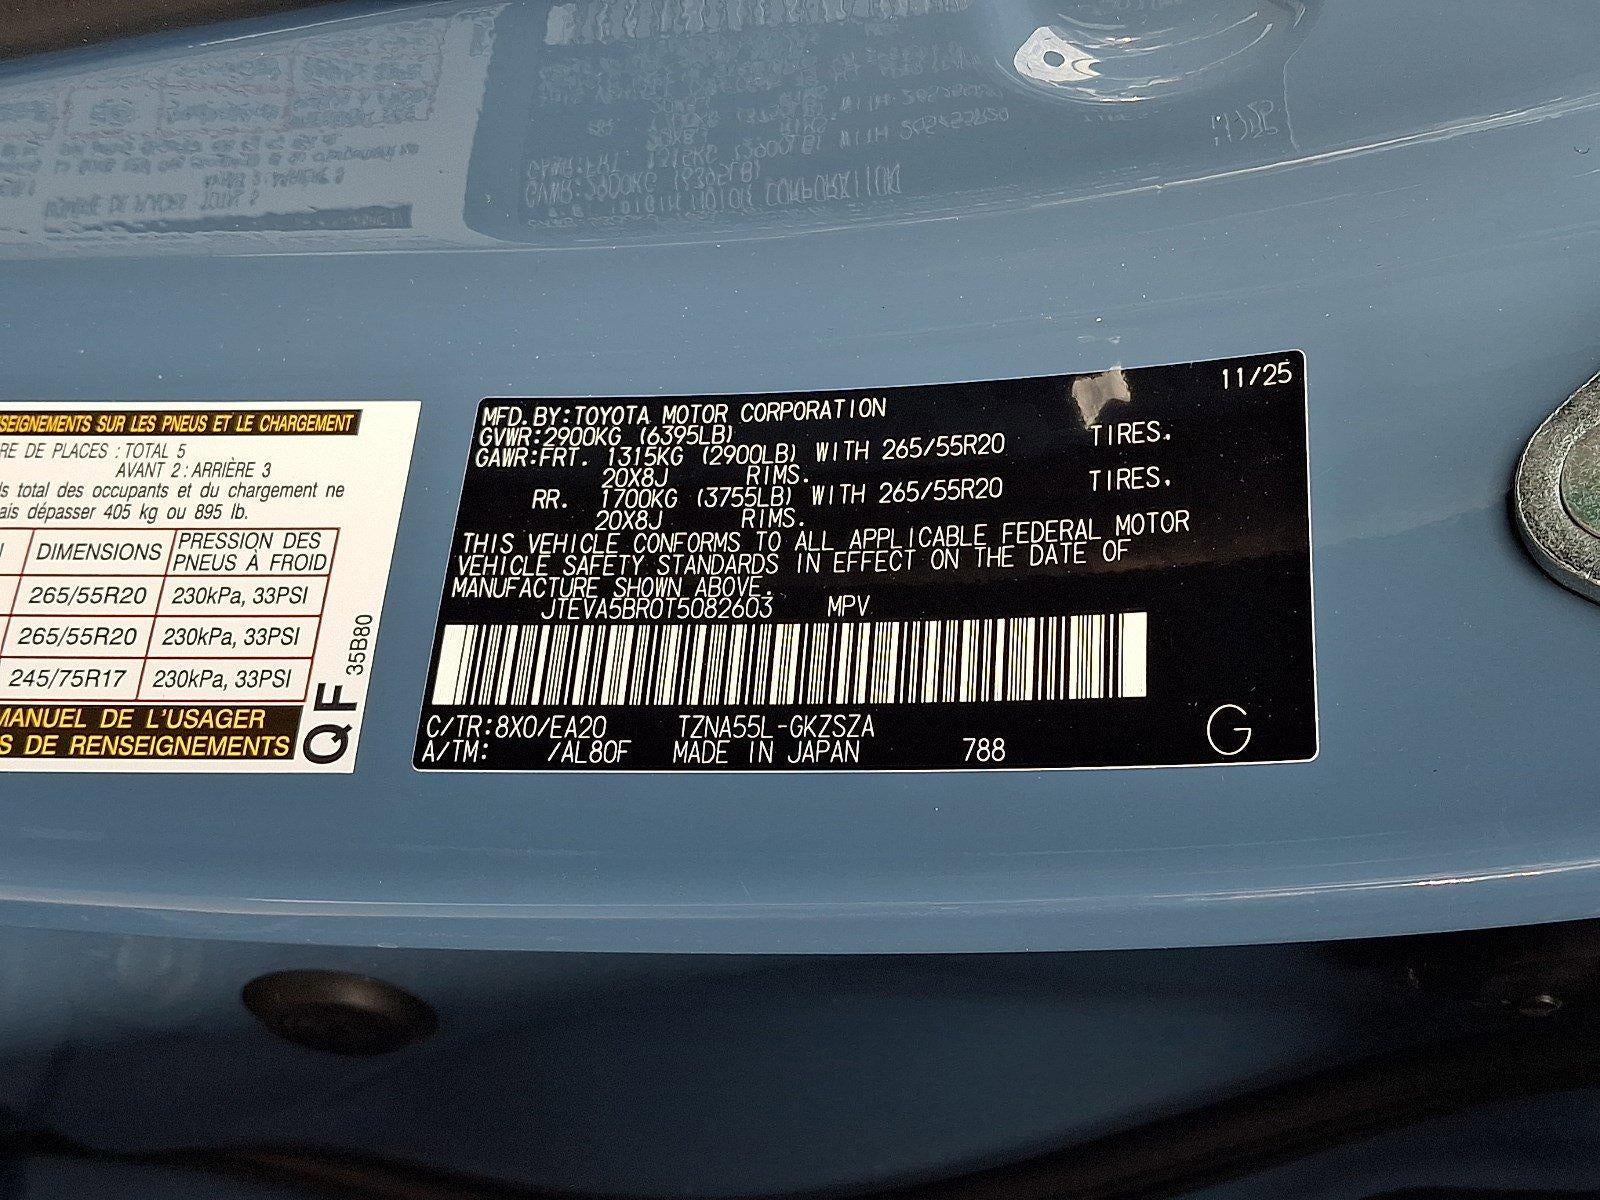 SEIGNEMENTS SUR LES PNEUS ET LE CHARGEMENT
RE DE PLACES : TOTAL 5
AVANT 2 : ARRIÈRE 3
ls total des occupants et du chargement ne
ais dépasser 405 kg ou 895 lb.
DIMENSIONS PRESSION DES PNEUS À FROID
265/55R20 230kPa, 33PSI
265/55R20 230kPa, 33PSI
245/75R17 230kPa, 33PSI
MANUEL DE L'USAGER
S DE RENSEIGNEMENTS
QF 35B80
11/25
MFD.BY:TOYOTA MOTOR CORPORATION
GVWR:2900KG (6395LB)
GAWR:FRT. 1315KG (2900LB) WITH 265/55R20 TIRES.
20X8J RIMS.
RR. 1700KG (3755LB) WITH 265/55R20 TIRES.
20X8J RIMS.
THIS VEHICLE CONFORMS TO ALL APPLICABLE FEDERAL MOTOR
VEHICLE SAFETY STANDARDS IN EFFECT ON THE DATE OF
MANUFACTURE SHOWN ABOVE.
JTEVA5BR0T5082603 MPV
C/TR:8X0/EA20 TZNA55L-GKZSZA
A/TM: /AL80F MADE IN JAPAN 788
G